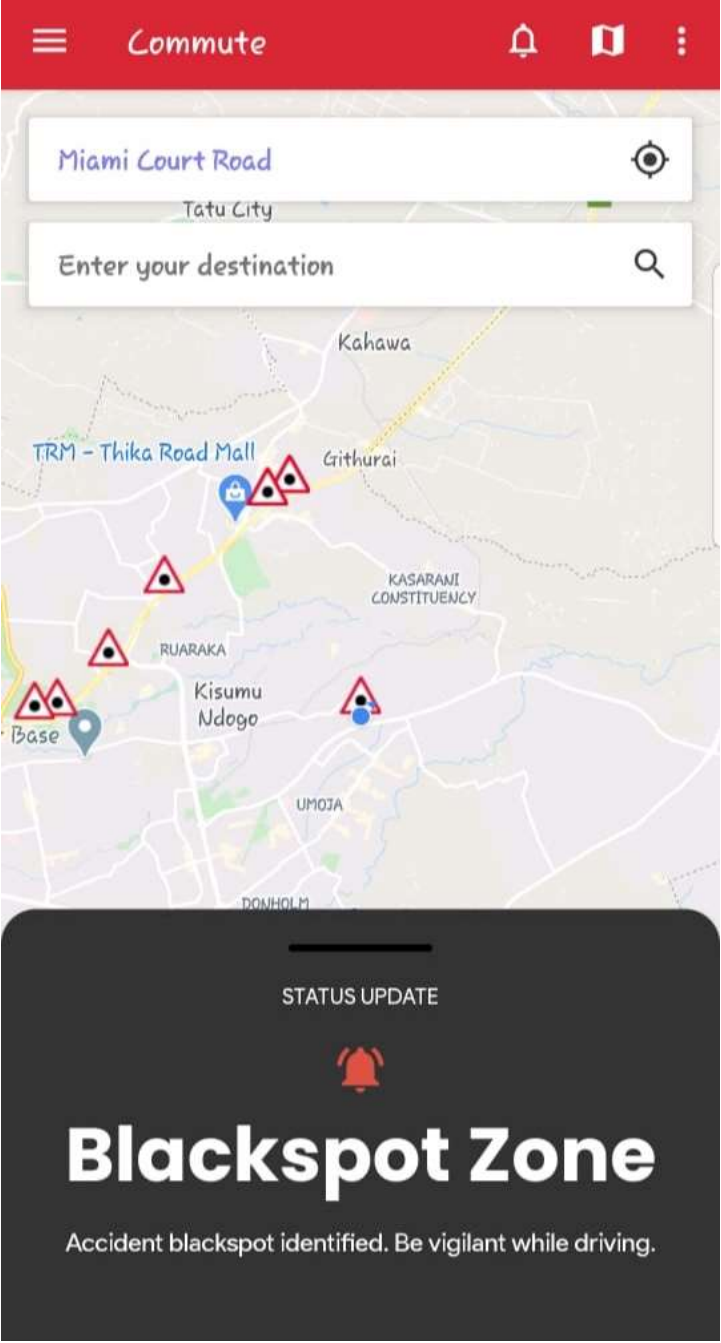 Commute
Miami Court Road
Tatu City
Enter your destination
Kahawa
TRM - Thika Road Mall
Githurai
KASARANI
CONSTITUENCY
RUARAKA
Kisumu
Ndogo
Base
UMOJA
DONHOLM
STATUS UPDATE
Blackspot Zone
Accident blackspot identified. Be vigilant while driving.